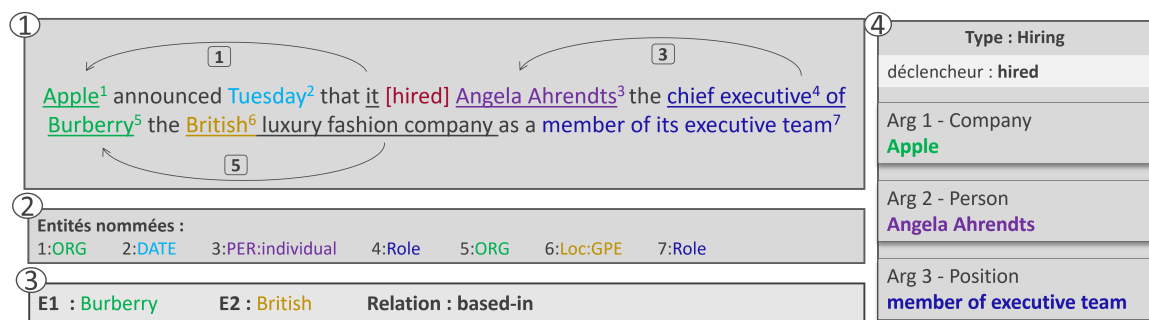 1
1
3
Apple1 announced Tuesday2 that it [hired] Angela Ahrendts3 the chief executive4 of
Burberry5 the British6 luxury fashion company as a member of its executive team7
5
2
Entités nommées :
1:ORG 2:DATE 3:PER:individual 4:Role 5:ORG 6:Loc:GPE 7:Role
3
E1 : Burberry E2 : British Relation : based-in
4
Type : Hiring
déclencheur : hired
Arg 1 - Company
Apple
Arg 2 - Person
Angela Ahrendts
Arg 3 - Position
member of executive team